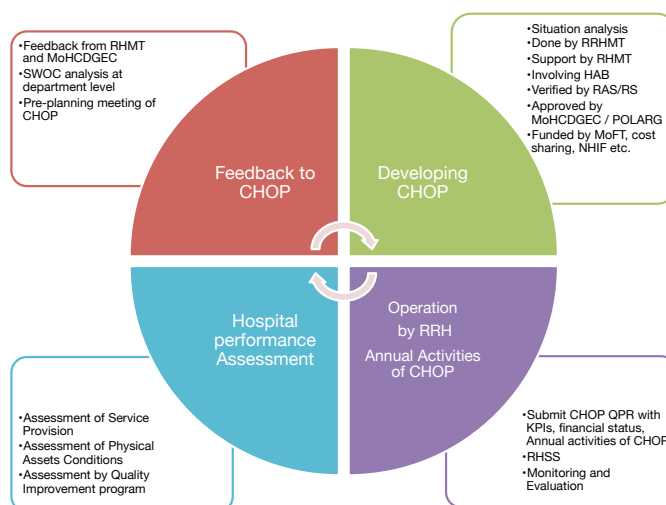 •Feedback from RHMT
and MoHCDGEC
•SWOC analysis at
department level
•Pre-planning meeting of
CHOP
•Situation analysis
•Done by RRHMT
•Support by RHMT
•Involving HAB
•Verified by RAS/RS
•Approved by
MoHCDGEC / POLARG
•Funded by MoFT, cost
sharing, NHIF etc.
Feedback to
CHOP
Developing
CHOP
Hospital
performance
Assessment
Operation
by RRH
Annual Activities
of CHOP
•Assessment of Service
Provision
•Assessment of Physical
Assets Conditions
•Assessment by Quality
Improvement program
•Submit CHOP QPR with
KPIs, financial status,
Annual activities of CHOP
•RHSS
•Monitoring and
Evaluation